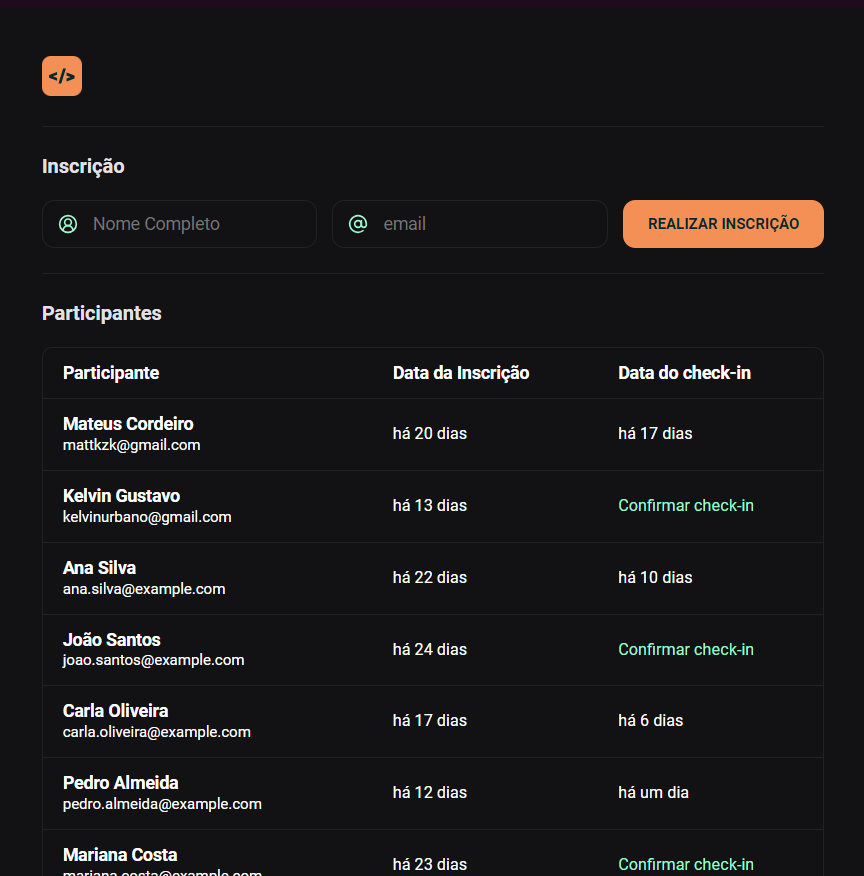 </>
Inscrição
Nome Completo
@ email
REALIZAR INSCRIÇÃO
Participantes
Participante Data da Inscrição Data do check-in
Mateus Cordeiro
mattkzk@gmail.com
há 20 dias há 17 dias
Kelvin Gustavo
kelvinurbano@gmail.com
há 13 dias Confirmar check-in
Ana Silva
ana.silva@example.com
há 22 dias há 10 dias
João Santos
joao.santos@example.com
há 24 dias Confirmar check-in
Carla Oliveira
carla.oliveira@example.com
há 17 dias há 6 dias
Pedro Almeida
pedro.almeida@example.com
há 12 dias há um dia
Mariana Costa
mariana.costa@example.com
há 23 dias Confirmar check-in